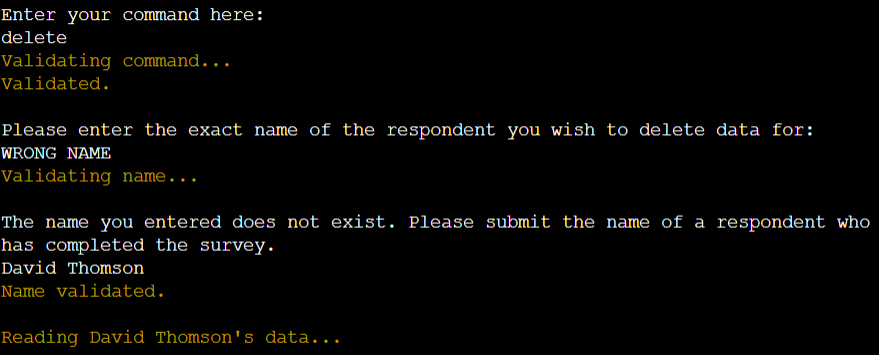 Enter your command here:
delete
Validating command...
Validated.
Please enter the exact name of the respondent you wish to delete data for:
WRONG NAME
Validating name...
The name you entered does not exist. Please submit the name of a respondent who
has completed the survey.
David Thomson
Name validated.
Reading David Thomson's data...